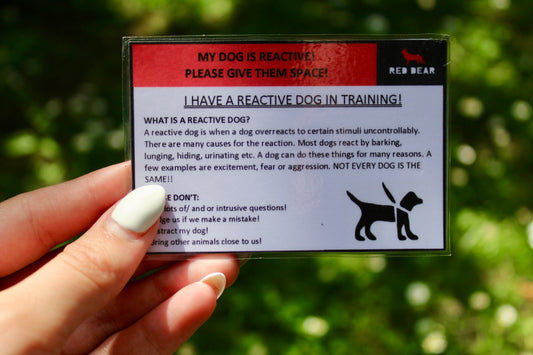 MY DOG IS REACTIVE!
PLEASE GIVE THEM SPACE!
RED BEAR
I HAVE A REACTIVE DOG IN TRAINING!
WHAT IS A REACTIVE DOG?
A reactive dog is when a dog overreacts to certain stimuli uncontrollably.
There are many causes for the reaction. Most dogs react by barking,
lunging, hiding, urinating etc. A dog can do these things for many reasons. A
few examples are excitement, fear or aggression. NOT EVERY DOG IS THE
SAME!!
DON'T:
lots of/ and or intrusive questions!
us if we make a mistake!
my dog!
other animals close to us!